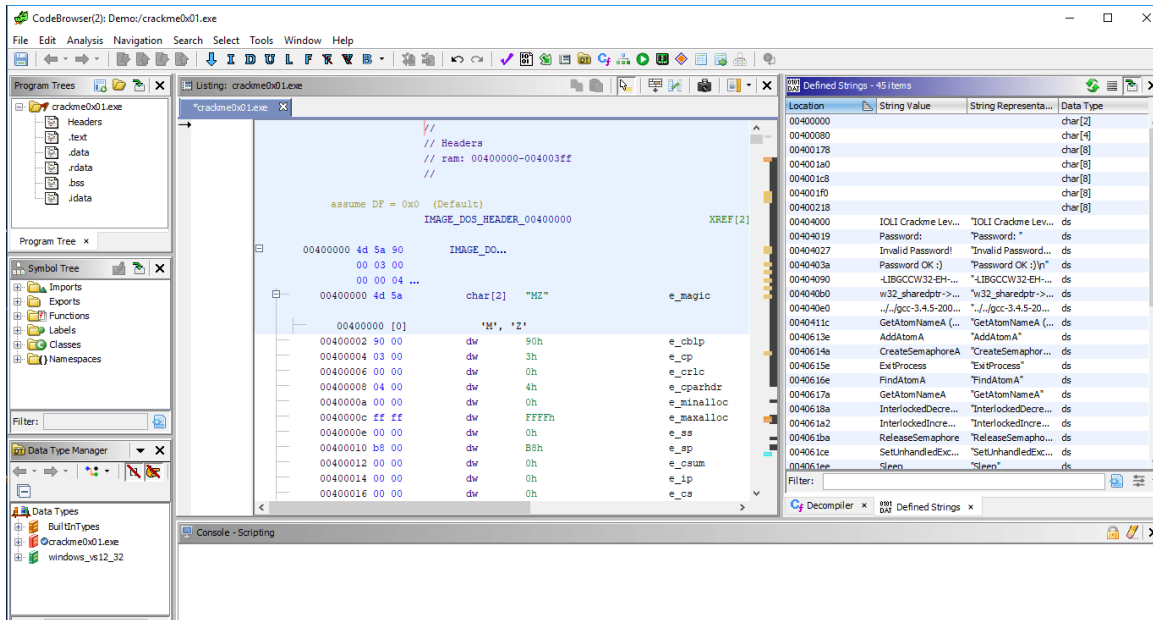 CodeBrowser(2): Demo:/crackme0x01.exe
File Edit Analysis Navigation Search Select Tools Window Help
I D U L F R V B
Program Trees
crackme0x01.exe
Headers
.text
.data
.rdata
.bss
.idata
Program Tree ×
Symbol Tree
Imports
Exports
Functions
Labels
Classes
Namespaces
Filter:
Data Type Manager
Data Types
BuiltInTypes
crackme0x01.exe
windows_vs12_32
Listing: crackme0x01.exe
*crackme0x01.exe
//
// Headers
// ram: 00400000-004003ff
//
assume DF = 0x0 (Default)
IMAGE_DOS_HEADER_00400000 XREF[2]
00400000 4d 5a 90 IMAGE_DO...
00 03 00
00 00 04 ...
00400000 4d 5a char[2] "MZ" e_magic
00400000 [0] 'M', 'Z'
00400002 90 00 dw 90h e_cblp
00400004 03 00 dw 3h e_cp
00400006 00 00 dw 0h e_crlc
00400008 04 00 dw 4h e_cparhdr
0040000a 00 00 dw 0h e_minalloc
0040000c ff ff dw FFFFh e_maxalloc
0040000e 00 00 dw 0h e_ss
00400010 b8 00 dw B8h e_sp
00400012 00 00 dw 0h e_csum
00400014 00 00 dw 0h e_ip
00400016 00 00 dw 0h e_cs
Defined Strings - 45 items
Location String Value String Representa... Data Type
00400000 char[2]
00400080 char[4]
00400178 char[8]
004001a0 char[8]
004001c8 char[8]
004001f0 char[8]
00400218 char[8]
00404000 IOLI Crackme Lev... "IOLI Crackme Lev... ds
00404019 Password: "Password: " ds
00404027 Invalid Password! "Invalid Password... ds
0040403a Password OK :) "Password OK :)\n" ds
00404090 -LIBGCCW32-EH-... "-LIBGCCW32-EH-... ds
004040b0 w32_sharedptr->... "w32_sharedptr->... ds
004040e0 ../../gcc-3.4.5-200... "../../gcc-3.4.5-20... ds
0040411c GetAtomNameA (... "GetAtomNameA (... ds
0040613e AddAtomA "AddAtomA" ds
0040614a CreateSemaphoreA "CreateSemaphor... ds
0040615e ExitProcess "ExitProcess" ds
0040616e FindAtomA "FindAtomA" ds
0040617a GetAtomNameA "GetAtomNameA" ds
0040618a InterlockedDecre... "InterlockedDecre... ds
004061a2 InterlockedIncre... "InterlockedIncre... ds
004061ba ReleaseSemaphore "ReleaseSemapho... ds
004061ce SetUnhandledExc... "SetUnhandledExc... ds
004061ee Sleep "Sleep" ds
Filter:
Decompiler × Defined Strings ×
Console - Scripting